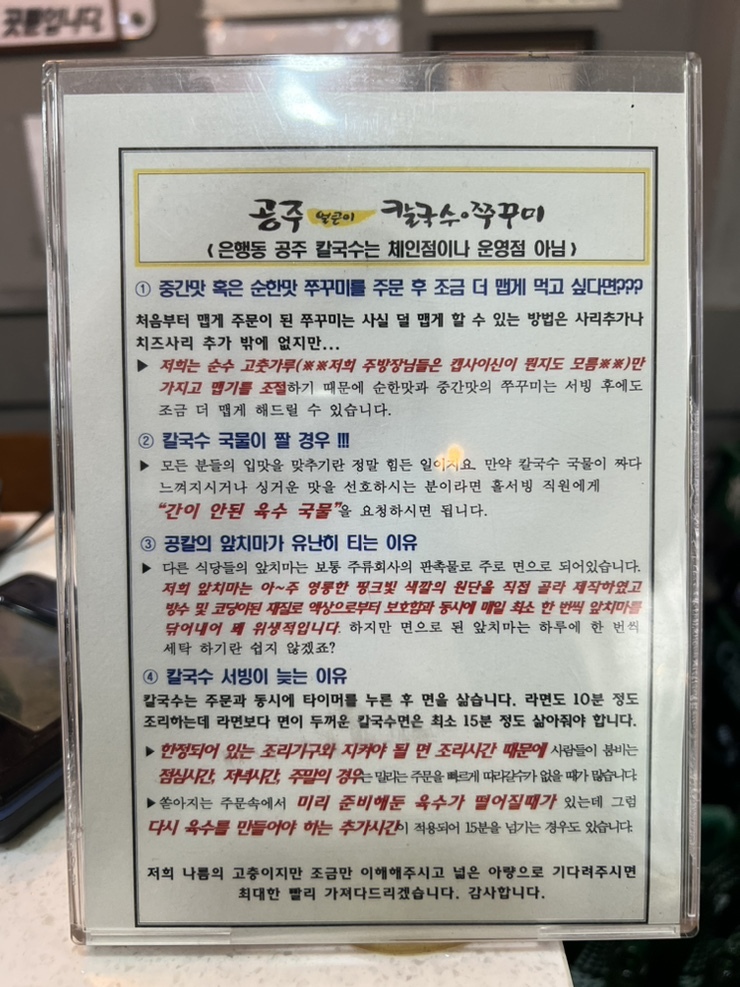 곳문입니다.
공주 얼큰이 칼국수·쭈꾸미
( 은행동 공주 칼국수는 체인점이나 운영점 아님 )
① 중간맛 혹은 순한맛 쭈꾸미를 주문 후 조금 더 맵게 먹고 싶다면???
처음부터 맵게 주문이 된 쭈꾸미는 사실 덜 맵게 할 수 있는 방법은 사리추가나
치즈사리 추가 밖에 없지만...
▶ 저희는 순수 고춧가루(※※저희 주방장님들은 캡사이신이 뭔지도 모름※※)만
가지고 맵기를 조절하기 때문에 순한맛과 중간맛의 쭈꾸미는 서빙 후에도
조금 더 맵게 해드릴 수 있습니다.
② 칼국수 국물이 짤 경우 !!!
▶ 모든 분들의 입맛을 맞추기란 정말 힘든 일이지요. 만약 칼국수 국물이 짜다
느껴지시거나 싱거운 맛을 선호하시는 분이라면 홀서빙 직원에게
“간이 안된 육수 국물”을 요청하시면 됩니다.
③ 공칼의 앞치마가 유난히 티는 이유
▶ 다른 식당들의 앞치마는 보통 주류회사의 판촉물로 주로 면으로 되어있습니다.
저희 앞치마는 아~주 영롱한 핑크빛 색깔의 원단을 직접 골라 제작하였고
방수 및 코딩이된 재질로 액상으로부터 보호함과 동시에 매일 최소 한 번씩 앞치마를
닦어내어 꽤 위생적입니다. 하지만 면으로 된 앞치마는 하루에 한 번씩
세탁 하기란 쉽지 않겠죠?
④ 칼국수 서빙이 늦는 이유
칼국수는 주문과 동시에 타이머를 누른 후 면을 삶습니다. 라면도 10분 정도
조리하는데 라면보다 면이 두꺼운 칼국수면은 최소 15분 정도 삶아줘야 합니다.
▶ 한정되어 있는 조리기구와 지켜야 될 면 조리시간 때문에 사람들이 붐비는
점심시간, 저녁시간, 주말의 경우는 밀리는 주문을 빠르게 따라갈수가 없을 때가 많습니다
▶ 쏟아지는 주문속에서 미리 준비해둔 육수가 떨어질때가 있는데 그럼
다시 육수를 만들어야 하는 추가시간이 적용되어 15분을 넘기는 경우도 있습니다.
저희 나름의 고충이지만 조금만 이해해주시고 넓은 아량으로 기다려주시면
최대한 빨리 가져다드리겠습니다. 감사합니다.